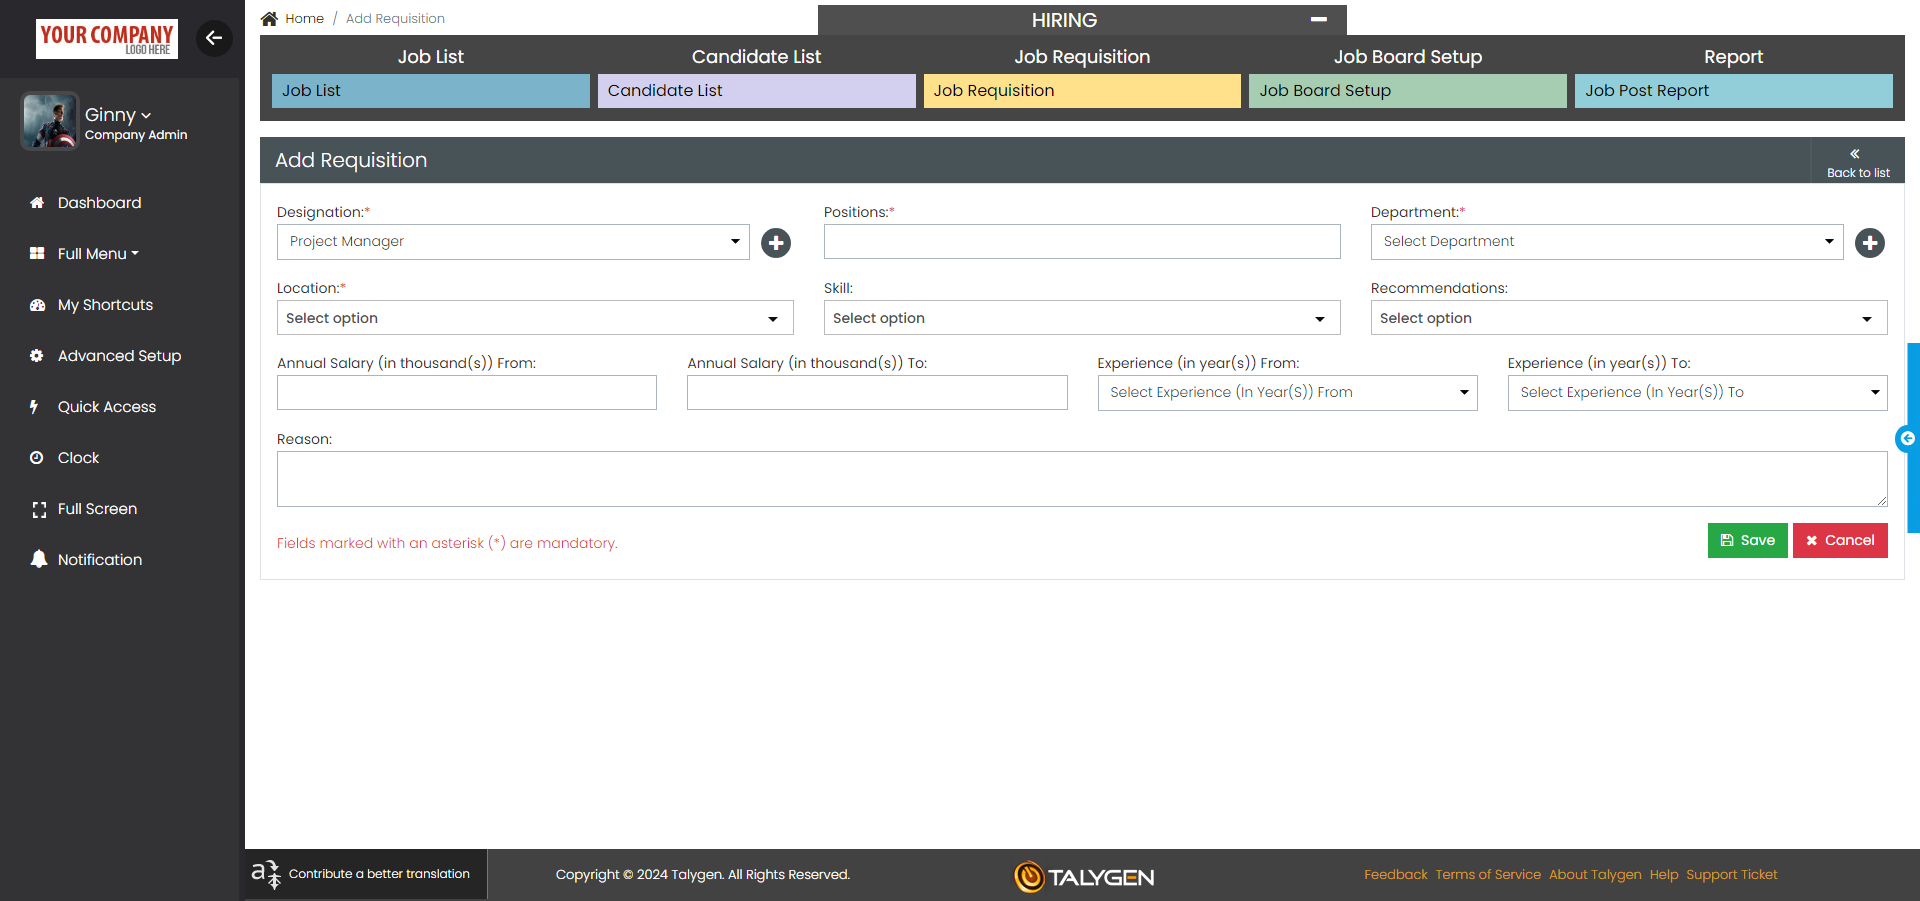 YOUR COMPANY
LOGO HERE
Ginny
Company Admin
Dashboard
Full Menu
My Shortcuts
Advanced Setup
Quick Access
Clock
Full Screen
Notification
Home / Add Requisition
HIRING
Job List Candidate List Job Requisition Job Board Setup Report
Job List Candidate List Job Requisition Job Board Setup Job Post Report
Add Requisition
Back to list
Designation:* Positions:* Department:*
Project Manager Select Department
Location:* Skill: Recommendations:
Select option Select option Select option
Annual Salary (in thousand(s)) From: Annual Salary (in thousand(s)) To: Experience (in year(s)) From: Experience (in year(s)) To:
Select Experience (In Year(S)) From Select Experience (In Year(S)) To
Reason:
Fields marked with an asterisk (*) are mandatory.
Save Cancel
Contribute a better translation
Copyright © 2024 Talygen. All Rights Reserved.
TALYGEN
Feedback Terms of Service About Talygen Help Support Ticket